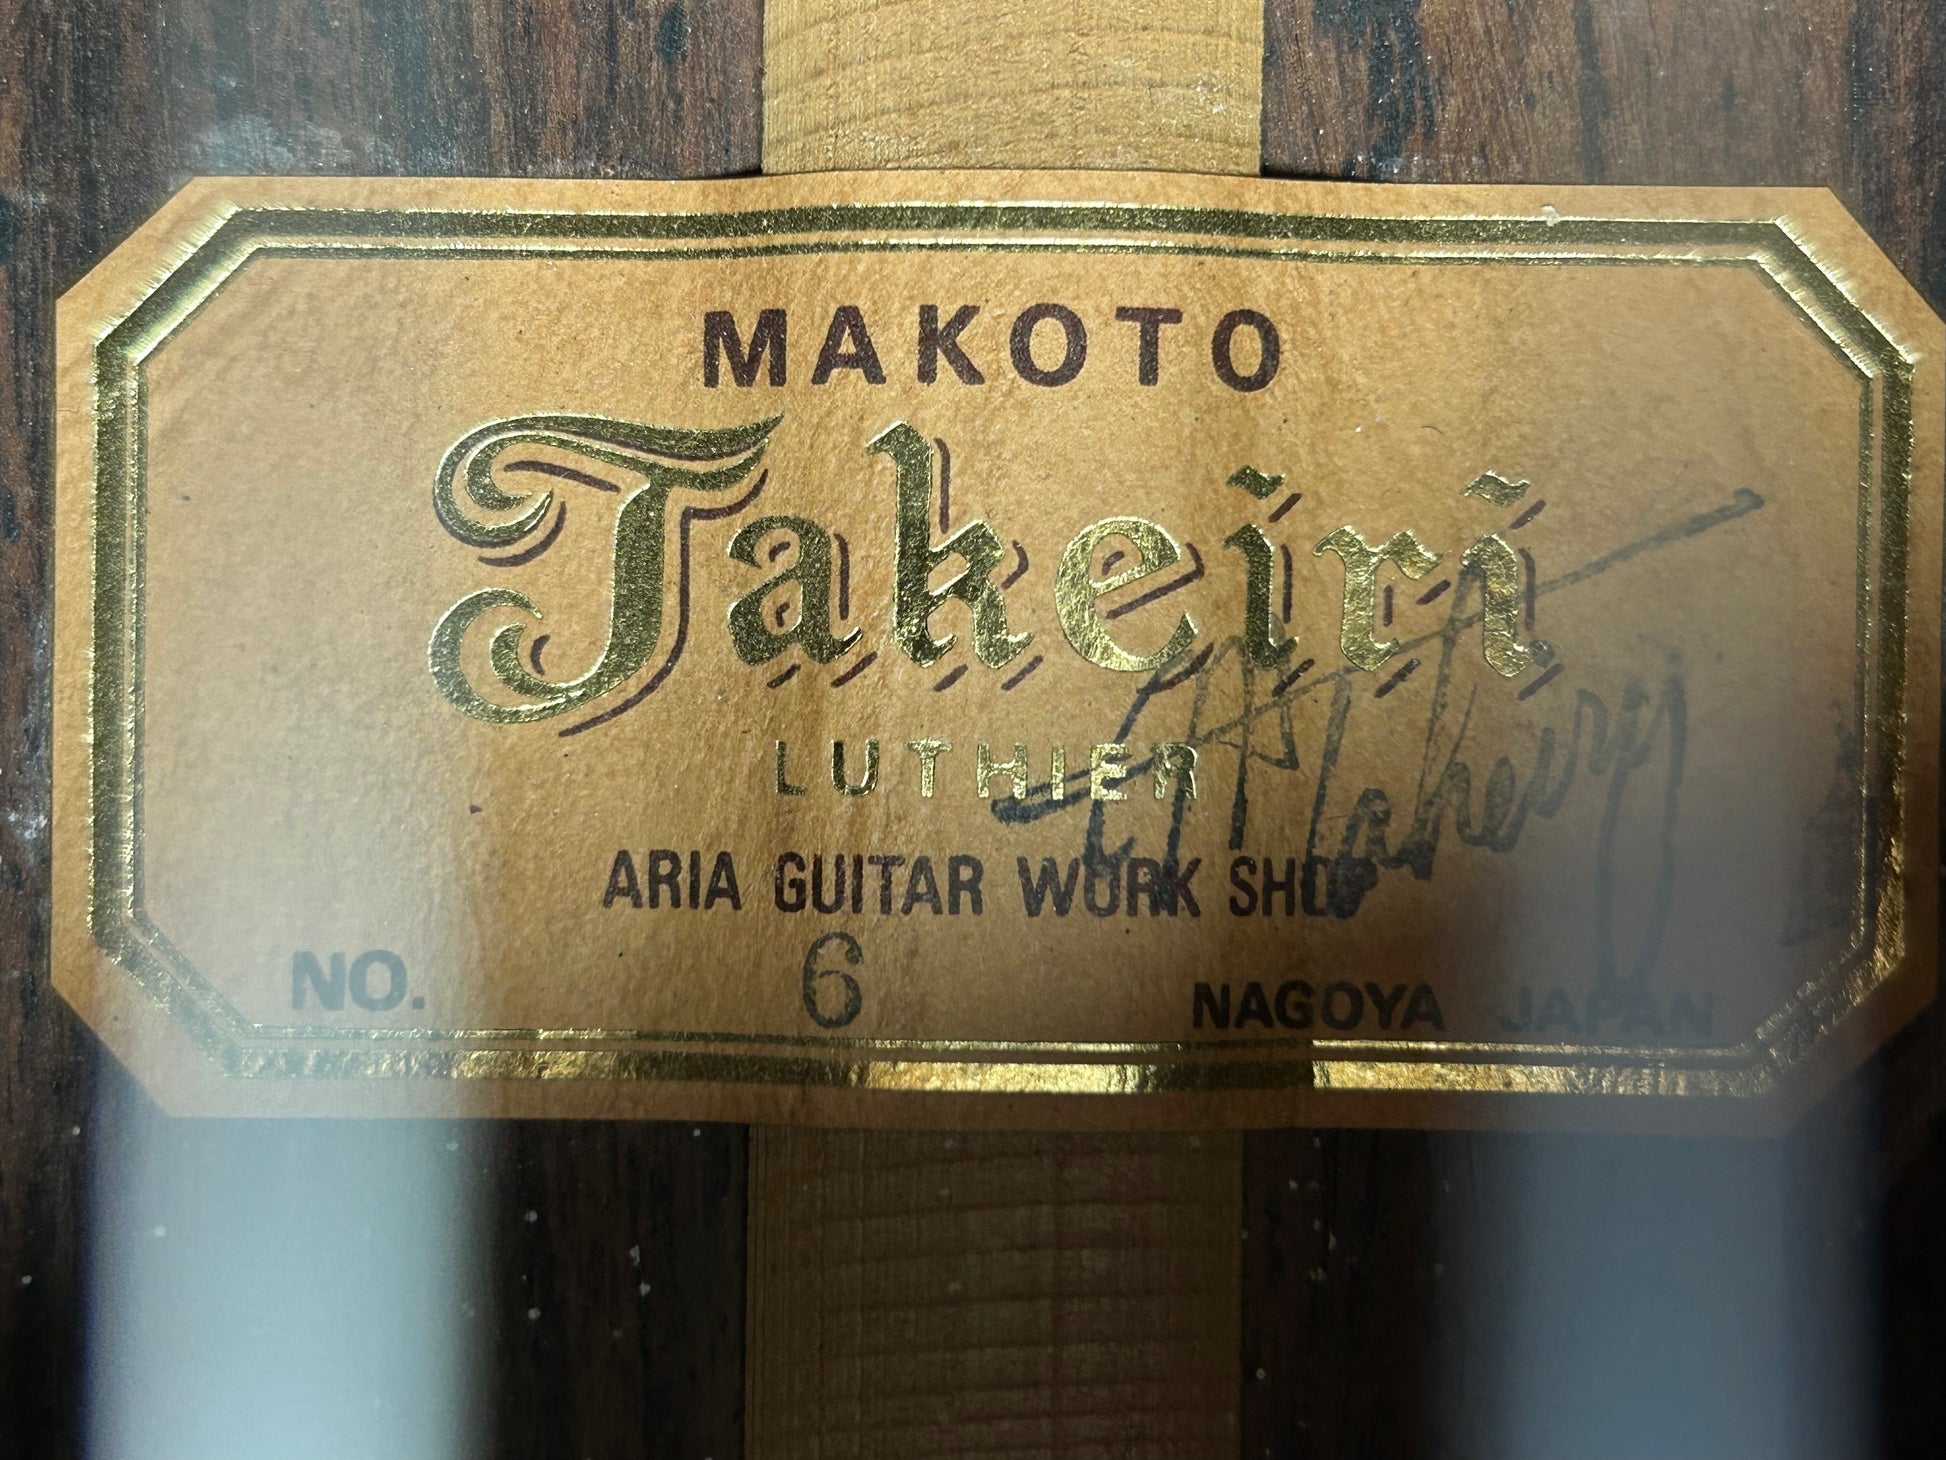 MAKOTO
Takeiri
LUTHIER
ARIA GUITAR WORK SHOP
NO. 6 NAGOYA JAPAN